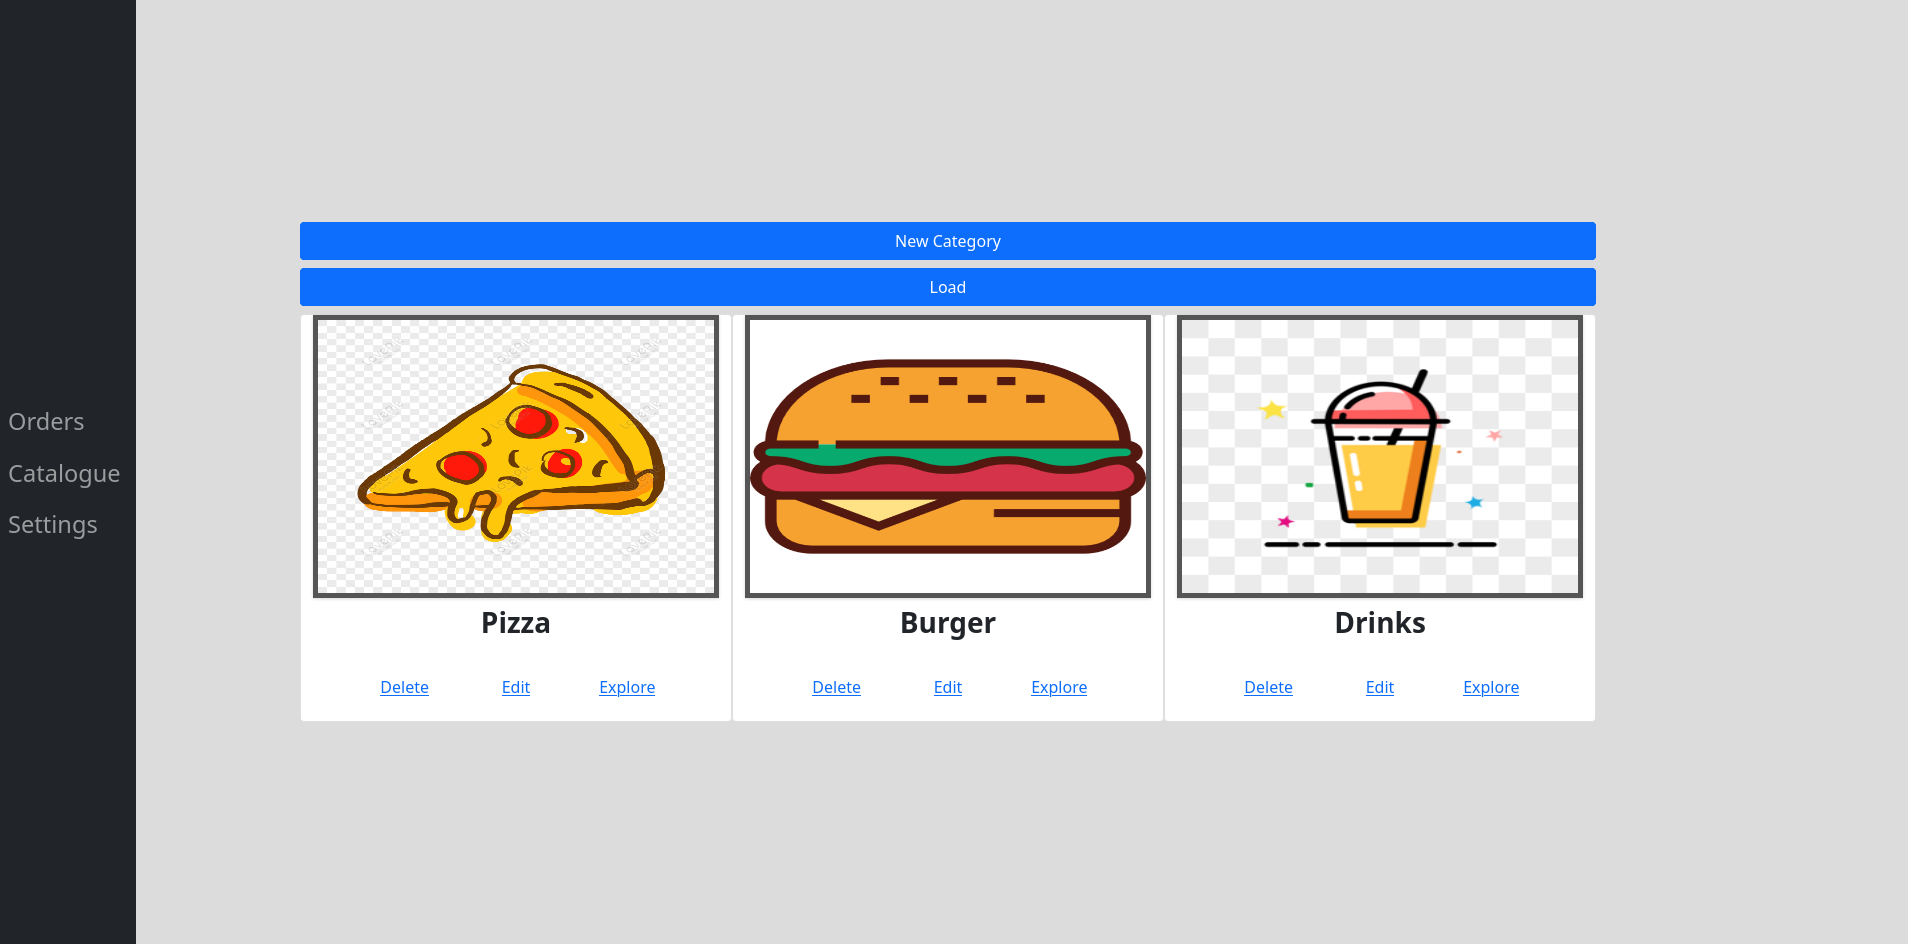 Orders
Catalogue
Settings
New Category
Load
Pizza
Delete Edit Explore
Burger
Delete Edit Explore
Drinks
Delete Edit Explore